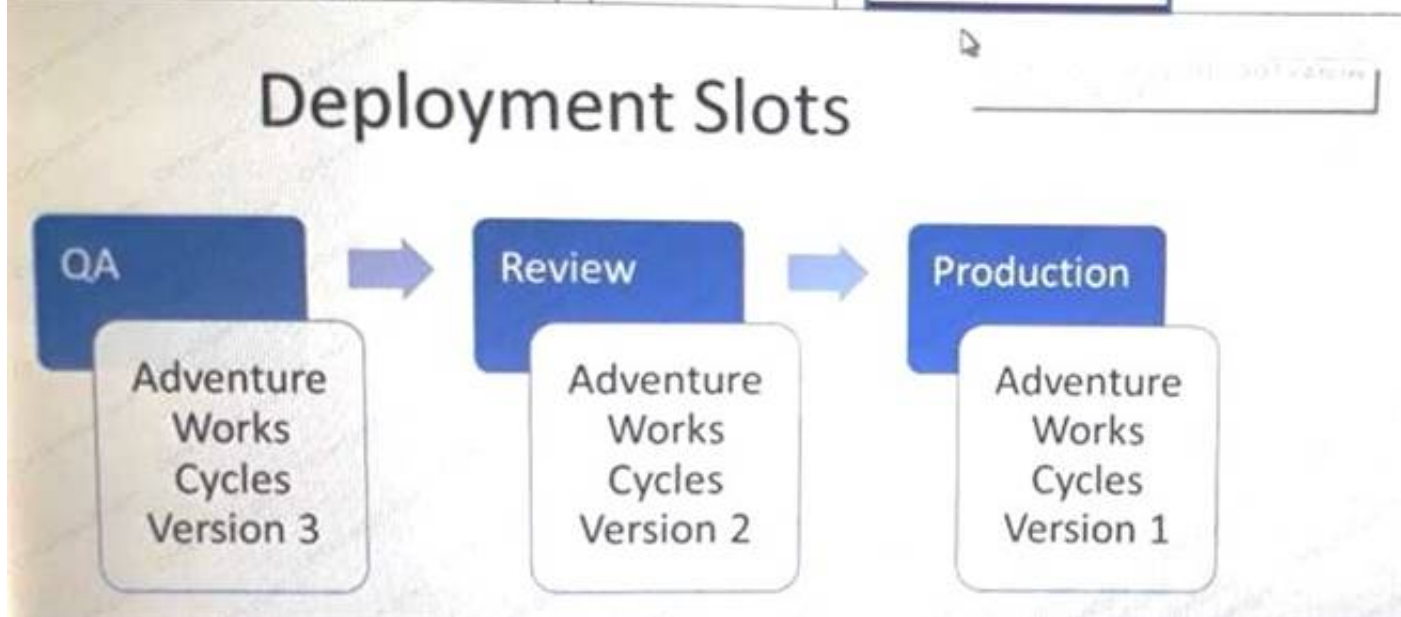 Deployment Slots
QA
Review
Production
Adventure
Works
Cycles
Version 3
Adventure
Works
Cycles
Version 2
Adventure
Works
Cycles
Version 1